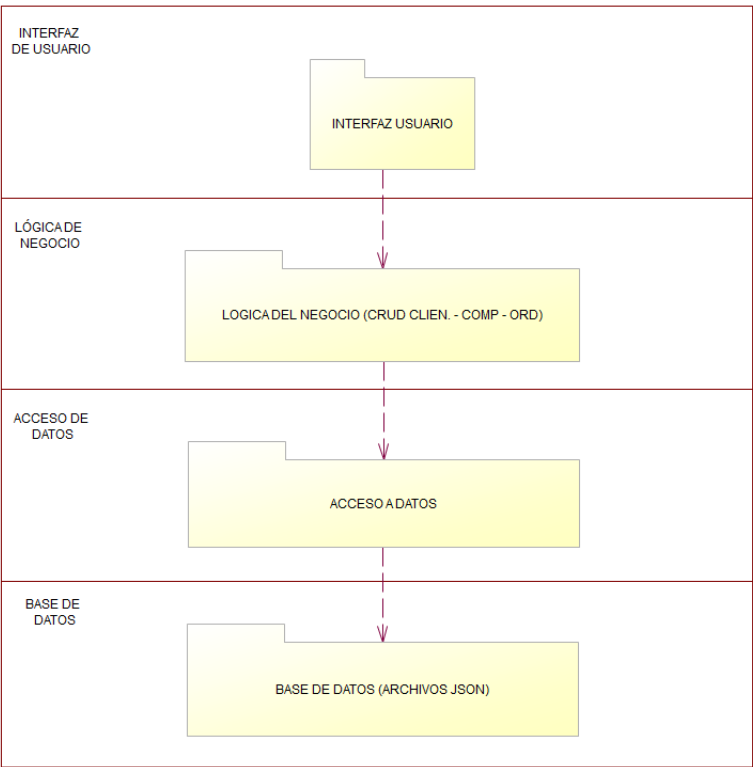 INTERFAZ
DE USUARIO
INTERFAZ USUARIO
LÓGICA DE
NEGOCIO
LOGICA DEL NEGOCIO (CRUD CLIEN. - COMP - ORD)
ACCESO DE
DATOS
ACCESO A DATOS
BASE DE
DATOS
BASE DE DATOS (ARCHIVOS JSON)